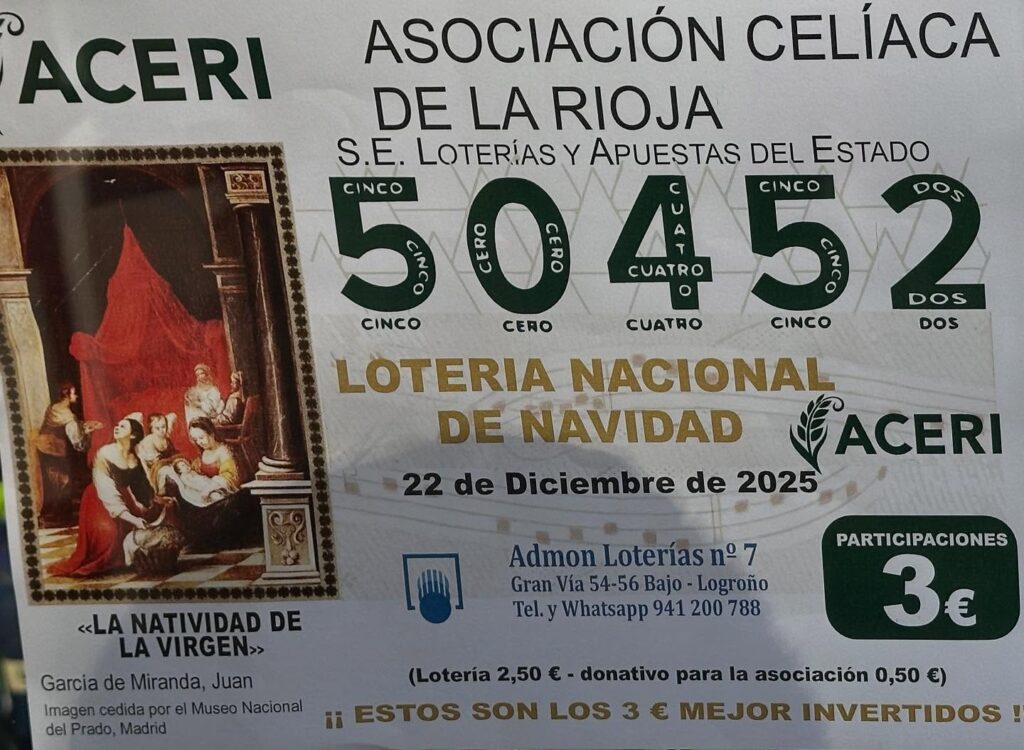 ACERI
ASOCIACIÓN CELÍACA
DE LA RIOJA
S.E. LOTERÍAS Y APUESTAS DEL ESTADO
50452
CINCO CINCO CERO CERO CUATRO CUATRO CINCO CINCO DOS DOS
CINCO CERO CUATRO CINCO DOS
LOTERIA NACIONAL
DE NAVIDAD
ACERI
22 de Diciembre de 2025
PARTICIPACIONES
3€
Admon Loterías nº 7
Gran Vía 54-56 Bajo - Logroño
Tel. y Whatsapp 941 200 788
«LA NATIVIDAD DE
LA VIRGEN»
Garcia de Miranda, Juan
Imagen cedida por el Museo Nacional
del Prado, Madrid
(Lotería 2,50 € - donativo para la asociación 0,50 €)
¡¡ ESTOS SON LOS 3 € MEJOR INVERTIDOS !!